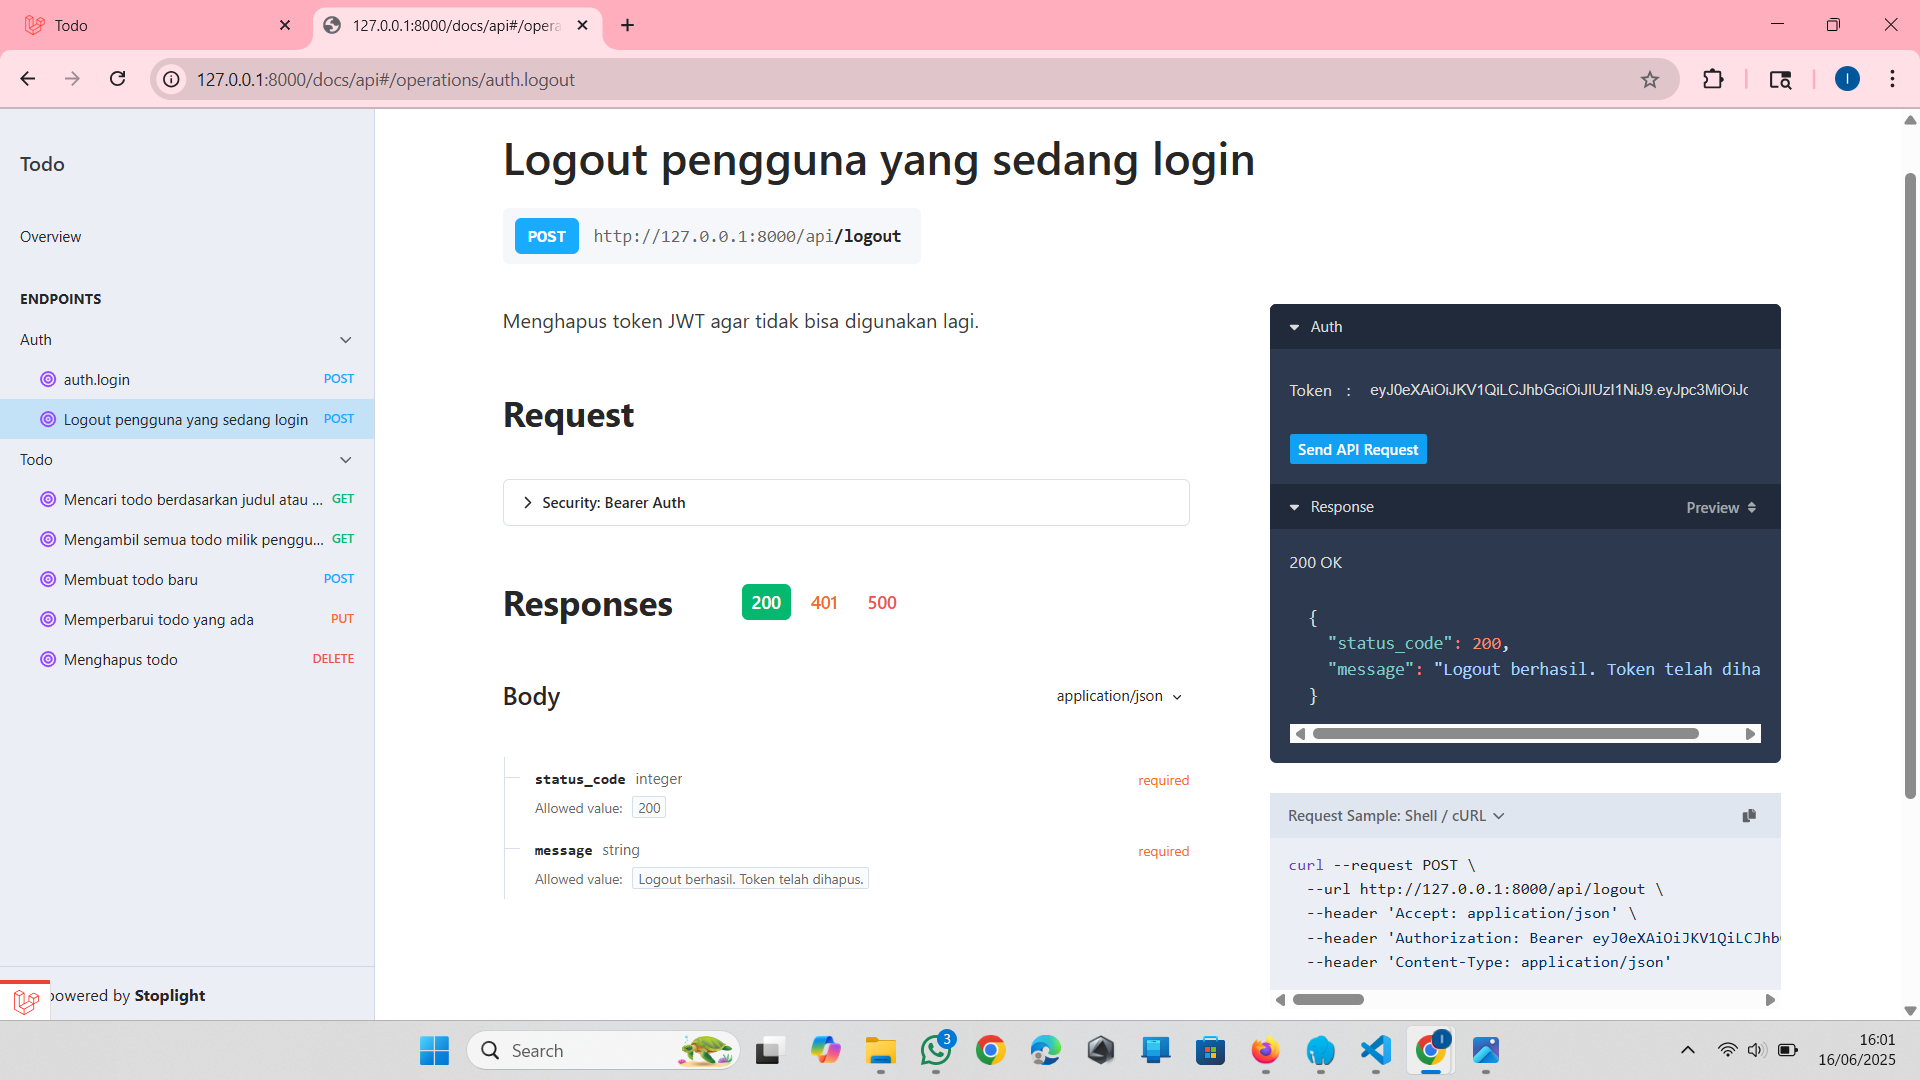 Todo
127.0.0.1:8000/docs/api#/opera
127.0.0.1:8000/docs/api#/operations/auth.logout
I
Todo
Overview
ENDPOINTS
Auth
auth.login POST
Logout pengguna yang sedang login POST
Todo
Mencari todo berdasarkan judul atau ... GET
Mengambil semua todo milik penggu... GET
Membuat todo baru POST
Memperbarui todo yang ada PUT
Menghapus todo DELETE
powered by Stoplight
Logout pengguna yang sedang login
POST http://127.0.0.1:8000/api/logout
Menghapus token JWT agar tidak bisa digunakan lagi.
Request
Security: Bearer Auth
Responses 200 401 500
Body application/json
status_code integer required
Allowed value: 200
message string required
Allowed value: Logout berhasil. Token telah dihapus.
Auth
Token : eyJ0eXAiOiJKV1QiLCJhbGciOiJIUzI1NiJ9.eyJpc3MiOiJo
Send API Request
Response Preview
200 OK
{
"status_code": 200,
"message": "Logout berhasil. Token telah diha
}
Request Sample: Shell / cURL
curl --request POST \
--url http://127.0.0.1:8000/api/logout \
--header 'Accept: application/json' \
--header 'Authorization: Bearer eyJ0eXAiOiJKV1QiLCJhb
--header 'Content-Type: application/json'
Search
3
16:01
16/06/2025